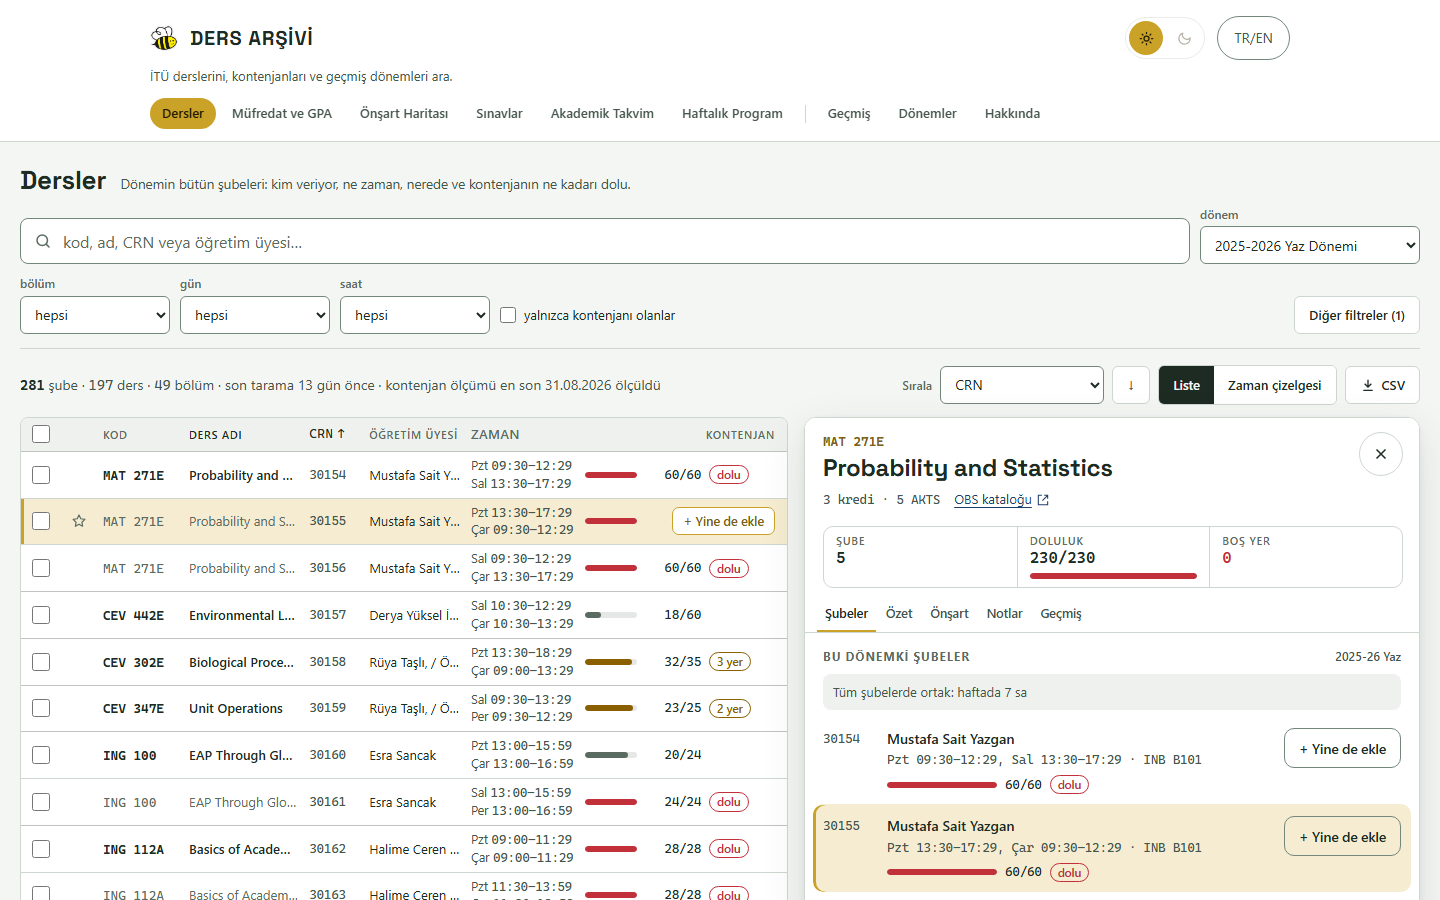 DERS ARŞİVİ
TR/EN
İTÜ derslerini, kontenjanları ve geçmiş dönemleri ara.
Dersler Müfredat ve GPA Önşart Haritası Sınavlar Akademik Takvim Haftalık Program Geçmiş Dönemler Hakkında
Dersler Dönemin bütün şubeleri: kim veriyor, ne zaman, nerede ve kontenjanın ne kadarı dolu.
dönem
kod, ad, CRN veya öğretim üyesi...
2025-2026 Yaz Dönemi
bölüm gün saat
hepsi hepsi hepsi yalnızca kontenjanı olanlar Diğer filtreler (1)
281 şube · 197 ders · 49 bölüm · son tarama 13 gün önce · kontenjan ölçümü en son 31.08.2026 ölçüldü
Sırala CRN ↓ Liste Zaman çizelgesi CSV
KOD DERS ADI CRN ↑ ÖĞRETİM ÜYESİ ZAMAN KONTENJAN
MAT 271E Probability and ... 30154 Mustafa Sait Y... Pzt 09:30–12:29 60/60 dolu
Sal 13:30–17:29
MAT 271E Probability and S... 30155 Mustafa Sait Y... Pzt 13:30–17:29 + Yine de ekle
Çar 09:30–12:29
MAT 271E Probability and S... 30156 Mustafa Sait Y... Sal 09:30–12:29 60/60 dolu
Çar 13:30–17:29
CEV 442E Environmental L... 30157 Derya Yüksel İ... Sal 10:30–12:29 18/60
Çar 10:30–13:29
CEV 302E Biological Proce... 30158 Rüya Taşlı, / Ö... Pzt 13:30–18:29 32/35 3 yer
Çar 09:00–13:29
CEV 347E Unit Operations 30159 Rüya Taşlı, / Ö... Sal 09:30–13:29 23/25 2 yer
Per 09:30–12:29
ING 100 EAP Through Gl... 30160 Esra Sancak Pzt 13:00–15:59 20/24
Çar 13:00–16:59
ING 100 EAP Through Glo... 30161 Esra Sancak Sal 13:00–15:59 24/24 dolu
Per 13:00–16:59
ING 112A Basics of Acade... 30162 Halime Ceren ... Pzt 09:00–11:29 28/28 dolu
Çar 09:00–11:29
ING 112A Basics of Academ... 30163 Halime Ceren ... Pzt 11:30–13:59 28/28 dolu
MAT 271E
Probability and Statistics
3 kredi · 5 AKTS OBS kataloğu
ŞUBE DOLULUK BOŞ YER
5 230/230 0
Şubeler Özet Önşart Notlar Geçmiş
BU DÖNEMKİ ŞUBELER 2025-26 Yaz
Tüm şubelerde ortak: haftada 7 sa
30154 Mustafa Sait Yazgan + Yine de ekle
Pzt 09:30–12:29, Sal 13:30–17:29 · INB B101
60/60 dolu
30155 Mustafa Sait Yazgan + Yine de ekle
Pzt 13:30–17:29, Çar 09:30–12:29 · INB B101
60/60 dolu